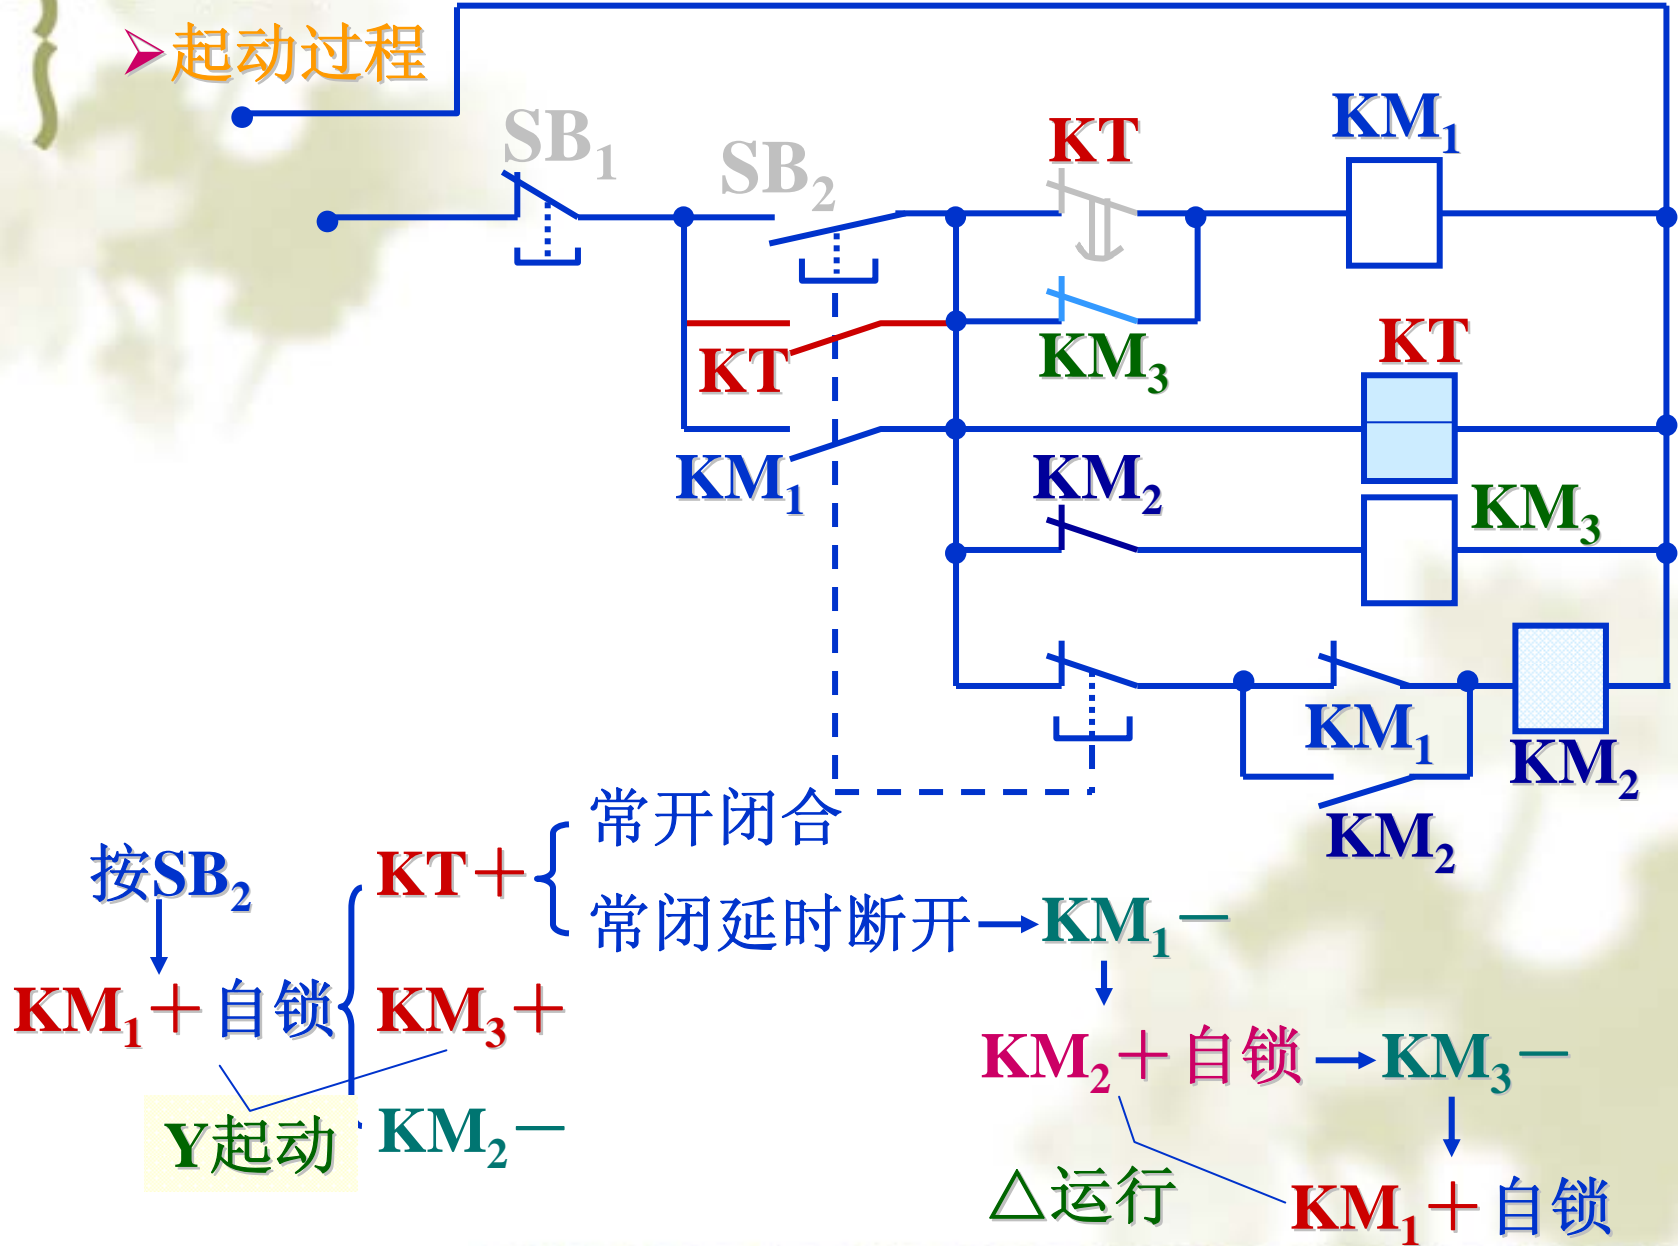 起动过程
SB₁
SB₂
KT
KM₁
KT
KM₃
KT
KM₁
KM₂
KM₃
KM₁
KM₂
KM₂
按SB₂
KT＋
常开闭合
常闭延时断开
KM₁－
KM₁＋自锁
KM₃＋
KM₂＋自锁
KM₃－
Y起动
KM₂－
△运行
KM₁＋自锁